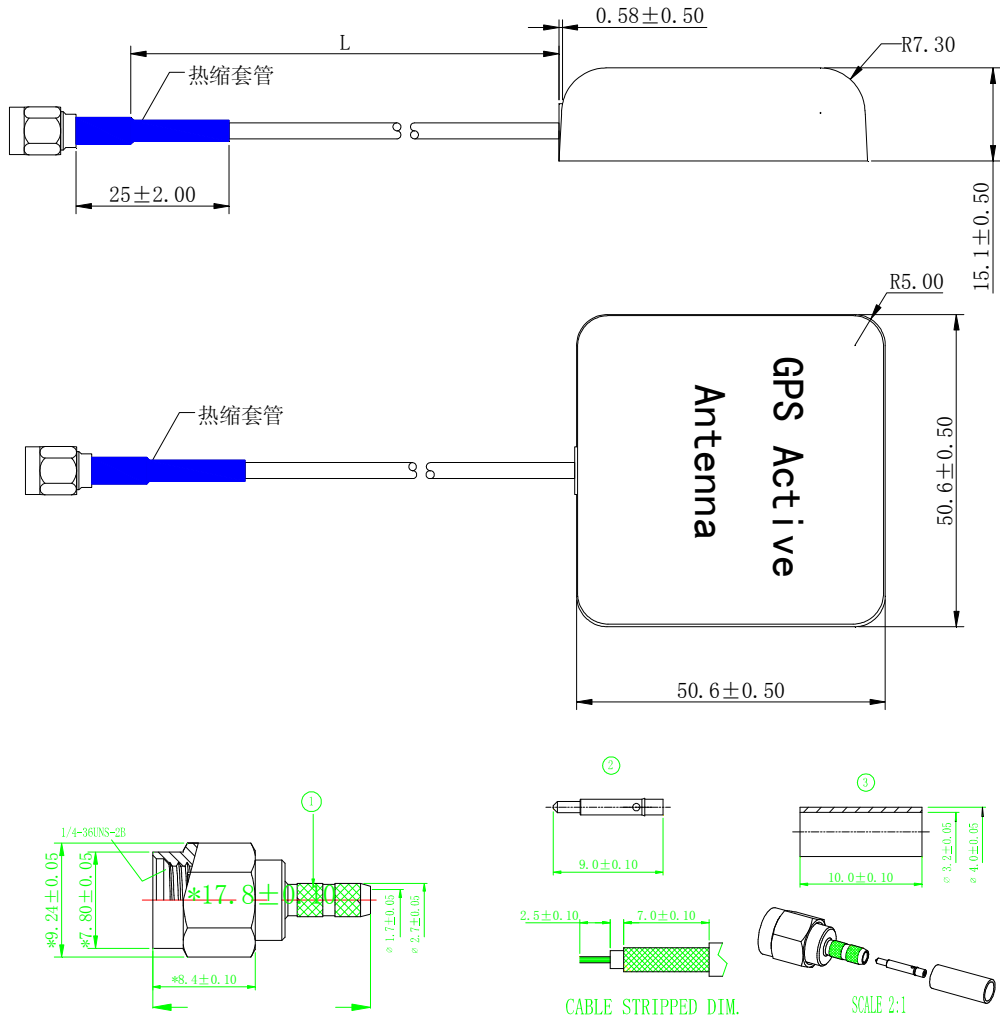 0.58±0.50
L
R7.30
热缩套管
25±2.00
15.1±0.50
R5.00
GPS Active
Antenna
热缩套管
50.6±0.50
50.6±0.50
②
①
③
1/4-36UNS-2B
9.0±0.10
⌀3.2±0.05
⌀4.0±0.05
10.0±0.10
*9.24±0.05
*7.80±0.05
*17.8±0.10
⌀1.7±0.05
⌀2.7±0.05
2.5±0.10
7.0±0.10
*8.4±0.10
CABLE STRIPPED DIM.
SCALE 2:1